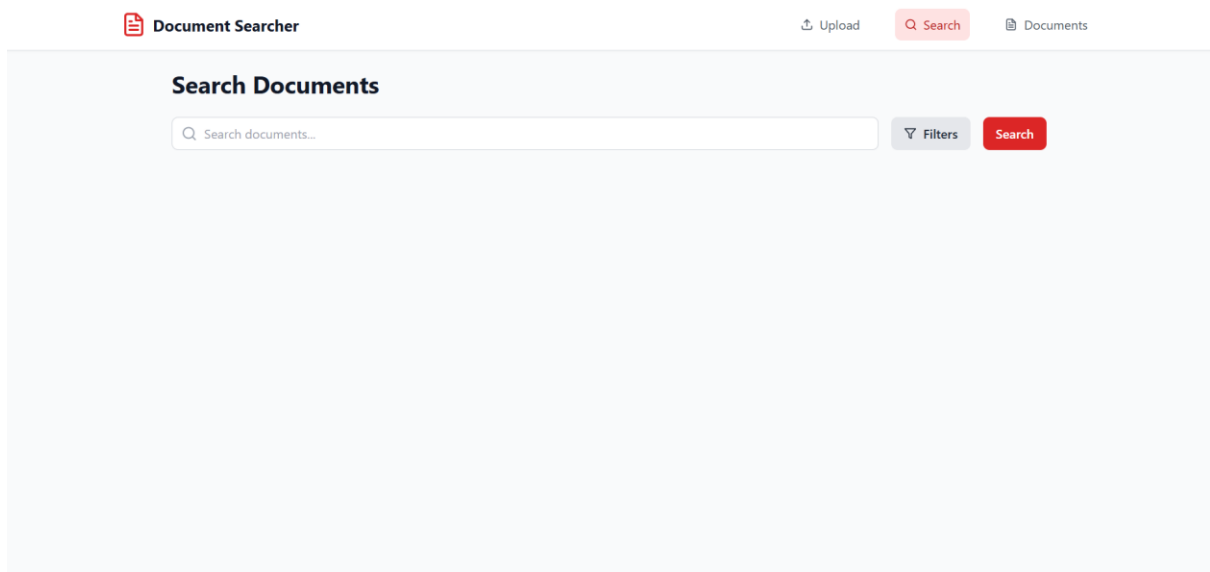 Document Searcher
Upload
Search
Documents
Search Documents
Search documents...
Filters
Search